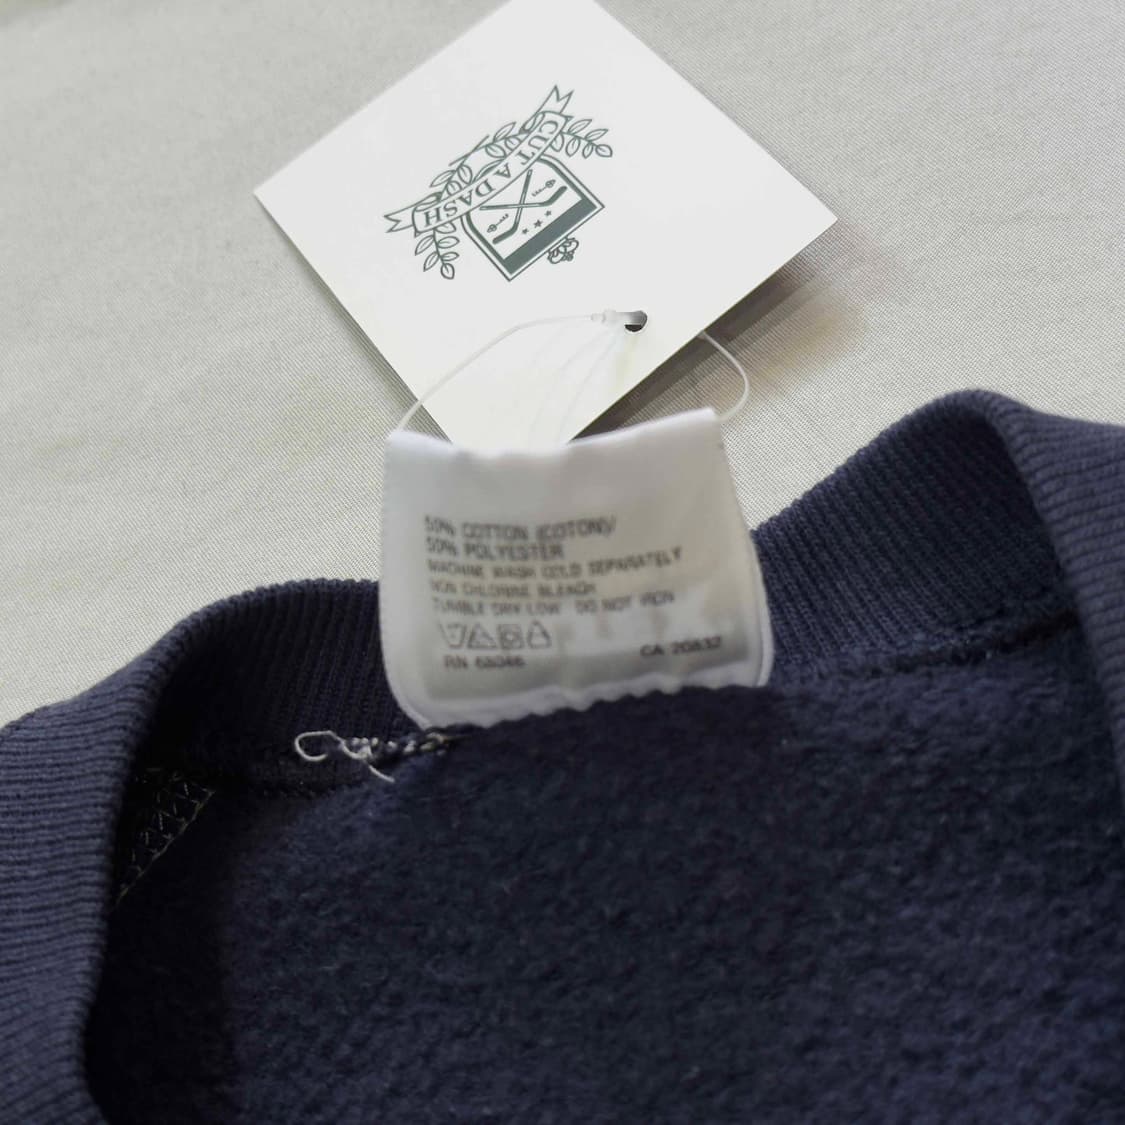 CUT A DASH
50% COTTON (COTON)/
50% POLYESTER
MACHINE WASH COLD SEPARATELY
NON CHLORINE BLEACH
TUMBLE DRY LOW DO NOT IRON
RN
CA 20832